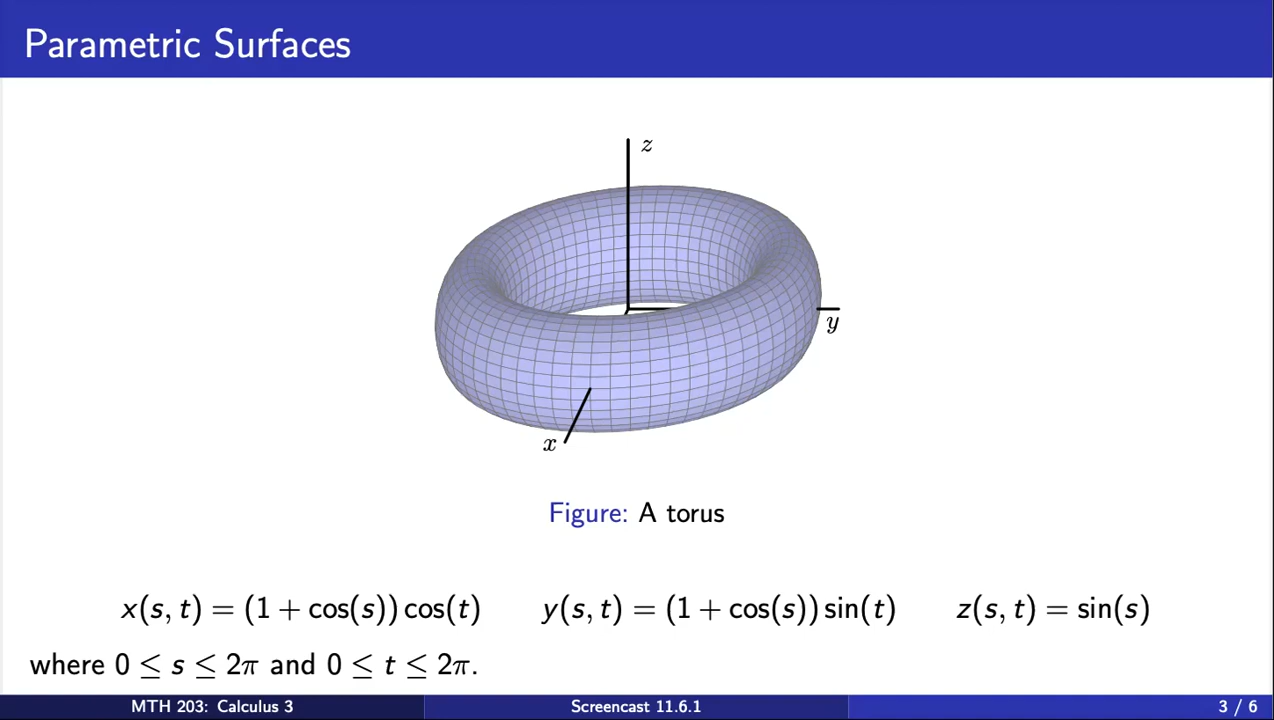 Parametric Surfaces
z
y
x
Figure: A torus
x(s, t) = (1 + cos(s)) cos(t) y(s, t) = (1 + cos(s)) sin(t) z(s, t) = sin(s)
where 0 ≤ s ≤ 2π and 0 ≤ t ≤ 2π.
MTH 203: Calculus 3 Screencast 11.6.1 3 / 6